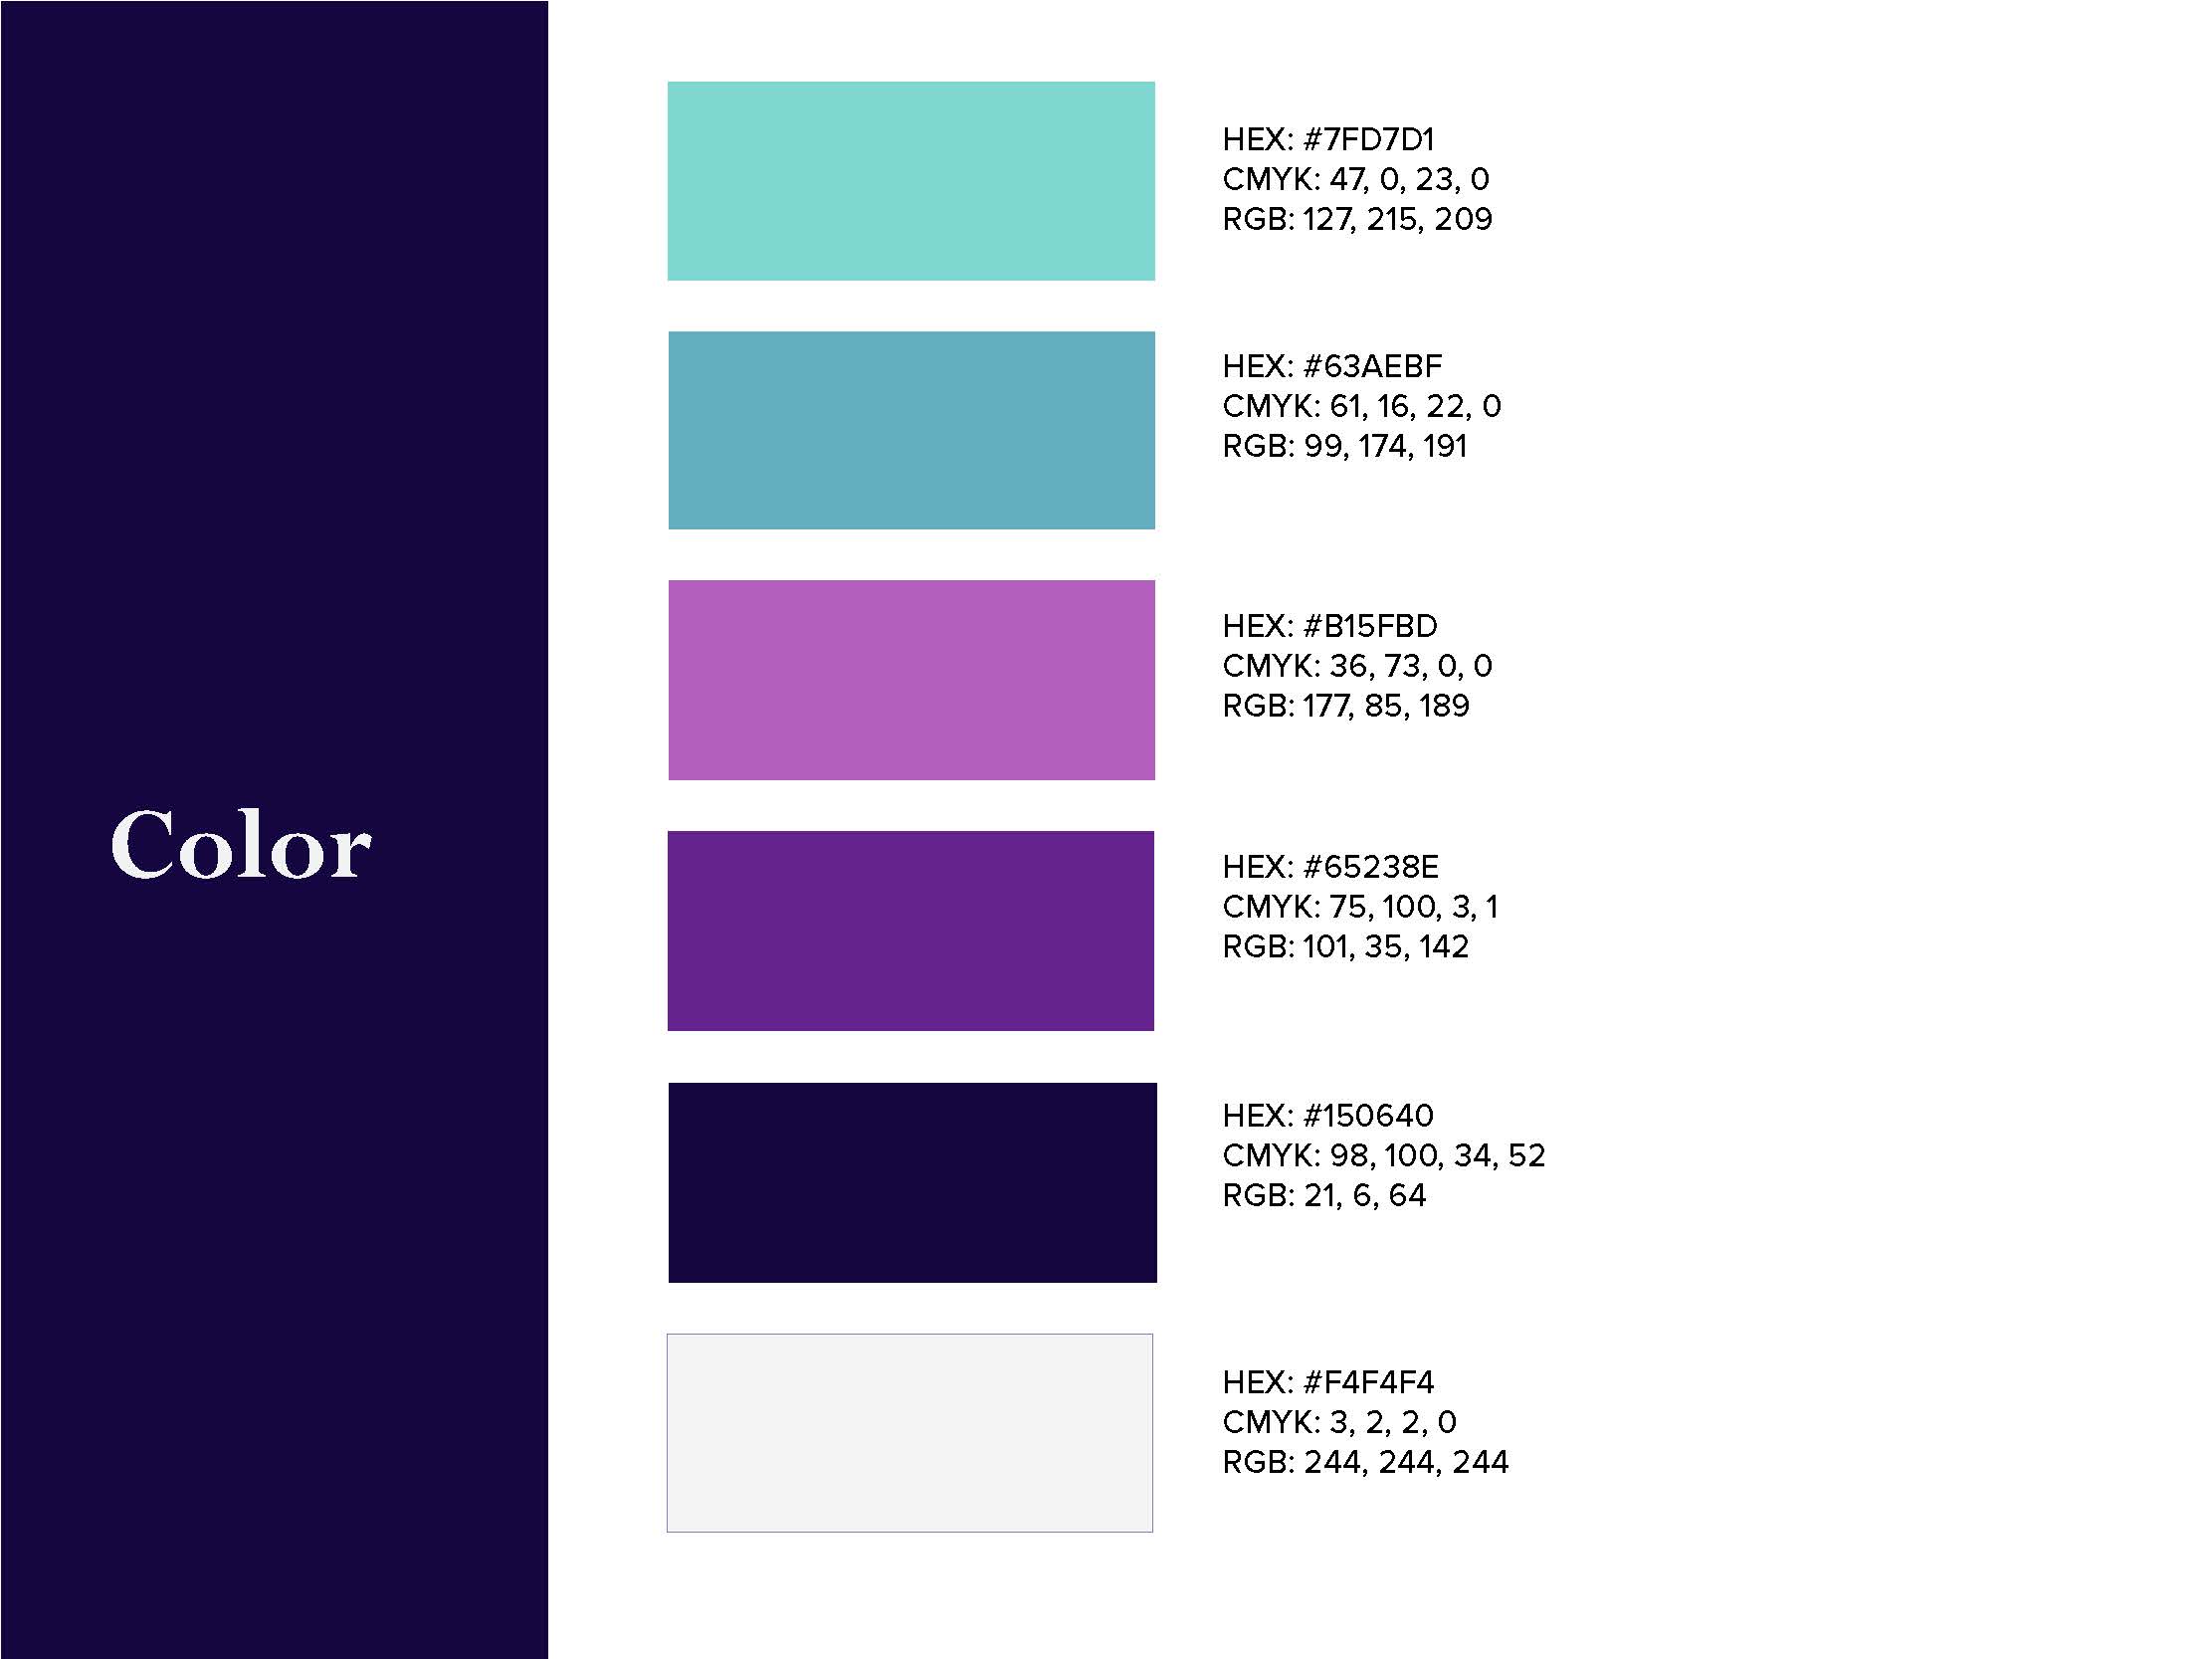 Color
HEX: #7FD7D1
CMYK: 47, 0, 23, 0
RGB: 127, 215, 209
HEX: #63AEBF
CMYK: 61, 16, 22, 0
RGB: 99, 174, 191
HEX: #B15FBD
CMYK: 36, 73, 0, 0
RGB: 177, 85, 189
HEX: #65238E
CMYK: 75, 100, 3, 1
RGB: 101, 35, 142
HEX: #150640
CMYK: 98, 100, 34, 52
RGB: 21, 6, 64
HEX: #F4F4F4
CMYK: 3, 2, 2, 0
RGB: 244, 244, 244